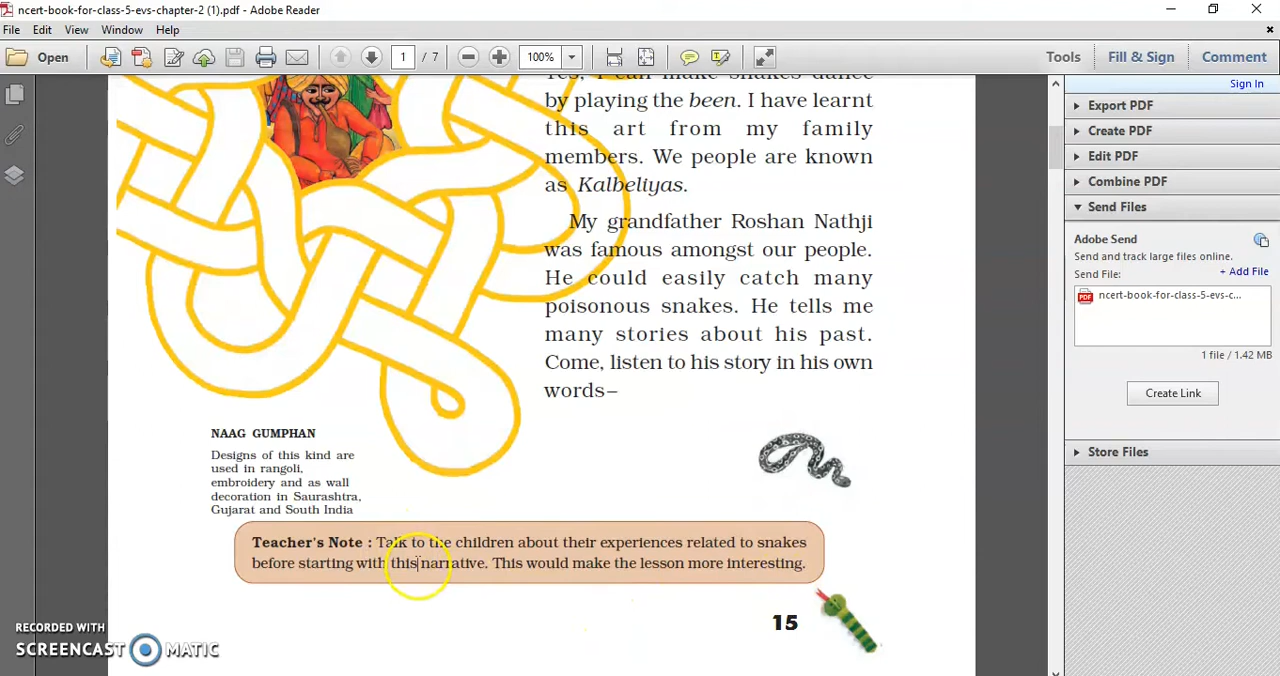 ncert-book-for-class-5-evs-chapter-2 (1).pdf - Adobe Reader
File Edit View Window Help
Open 1 / 7 100% Tools Fill & Sign Comment
Sign In
Yes, I can make snakes dance
by playing the been. I have learnt
this art from my family
members. We people are known
as Kalbeliyas.
My grandfather Roshan Nathji
was famous amongst our people.
He could easily catch many
poisonous snakes. He tells me
many stories about his past.
Come, listen to his story in his own
words–
NAAG GUMPHAN
Designs of this kind are
used in rangoli,
embroidery and as wall
decoration in Saurashtra,
Gujarat and South India
Teacher's Note : Talk to the children about their experiences related to snakes
before starting with this narrative. This would make the lesson more interesting.
15
RECORDED WITH
SCREENCAST MATIC
Export PDF
Create PDF
Edit PDF
Combine PDF
Send Files
Adobe Send
Send and track large files online.
Send File:
+ Add File
PDF ncert-book-for-class-5-evs-c...
1 file / 1.42 MB
Create Link
Store Files